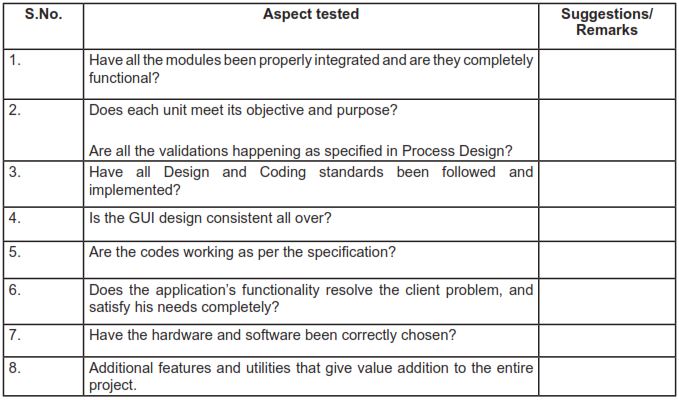 S.No. Aspect tested Suggestions/
Remarks
1. Have all the modules been properly integrated and are they completely
functional?
2. Does each unit meet its objective and purpose?
Are all the validations happening as specified in Process Design?
3. Have all Design and Coding standards been followed and
implemented?
4. Is the GUI design consistent all over?
5. Are the codes working as per the specification?
6. Does the application’s functionality resolve the client problem, and
satisfy his needs completely?
7. Have the hardware and software been correctly chosen?
8. Additional features and utilities that give value addition to the entire
project.